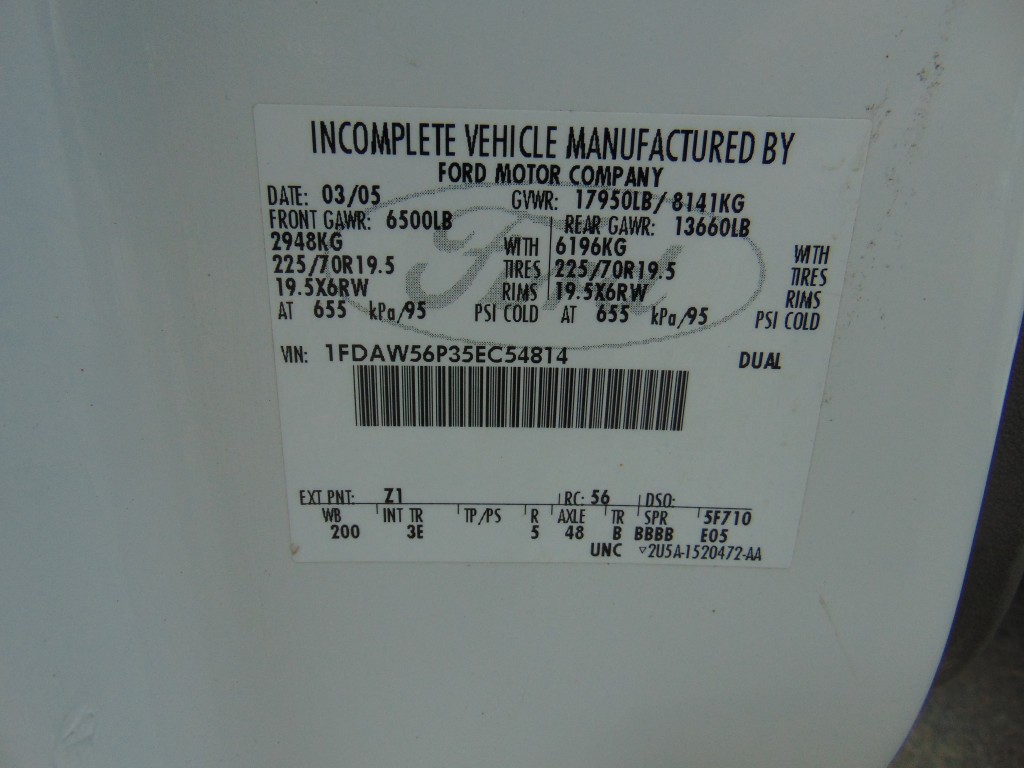 INCOMPLETE VEHICLE MANUFACTURED BY
FORD MOTOR COMPANY
DATE: 03/05 GVWR: 17950LB/ 8141KG
FRONT GAWR: 6500LB REAR GAWR: 13660LB
2948KG WITH 6196KG WITH
225/70R19.5 TIRES 225/70R19.5 TIRES
19.5X6RW RIMS 19.5X6RW RIMS
AT 655 kPa/95 PSI COLD AT 655 kPa/95 PSI COLD
VIN: 1FDAW56P35EC54814 DUAL
Ford
EXT PNT: Z1 RC: 56 DSO:
WB INT TR TP/PS R AXLE TR SPR 5F710
200 3E 5 48 B BBBB E05
UNC ▽2U5A-1520472-AA